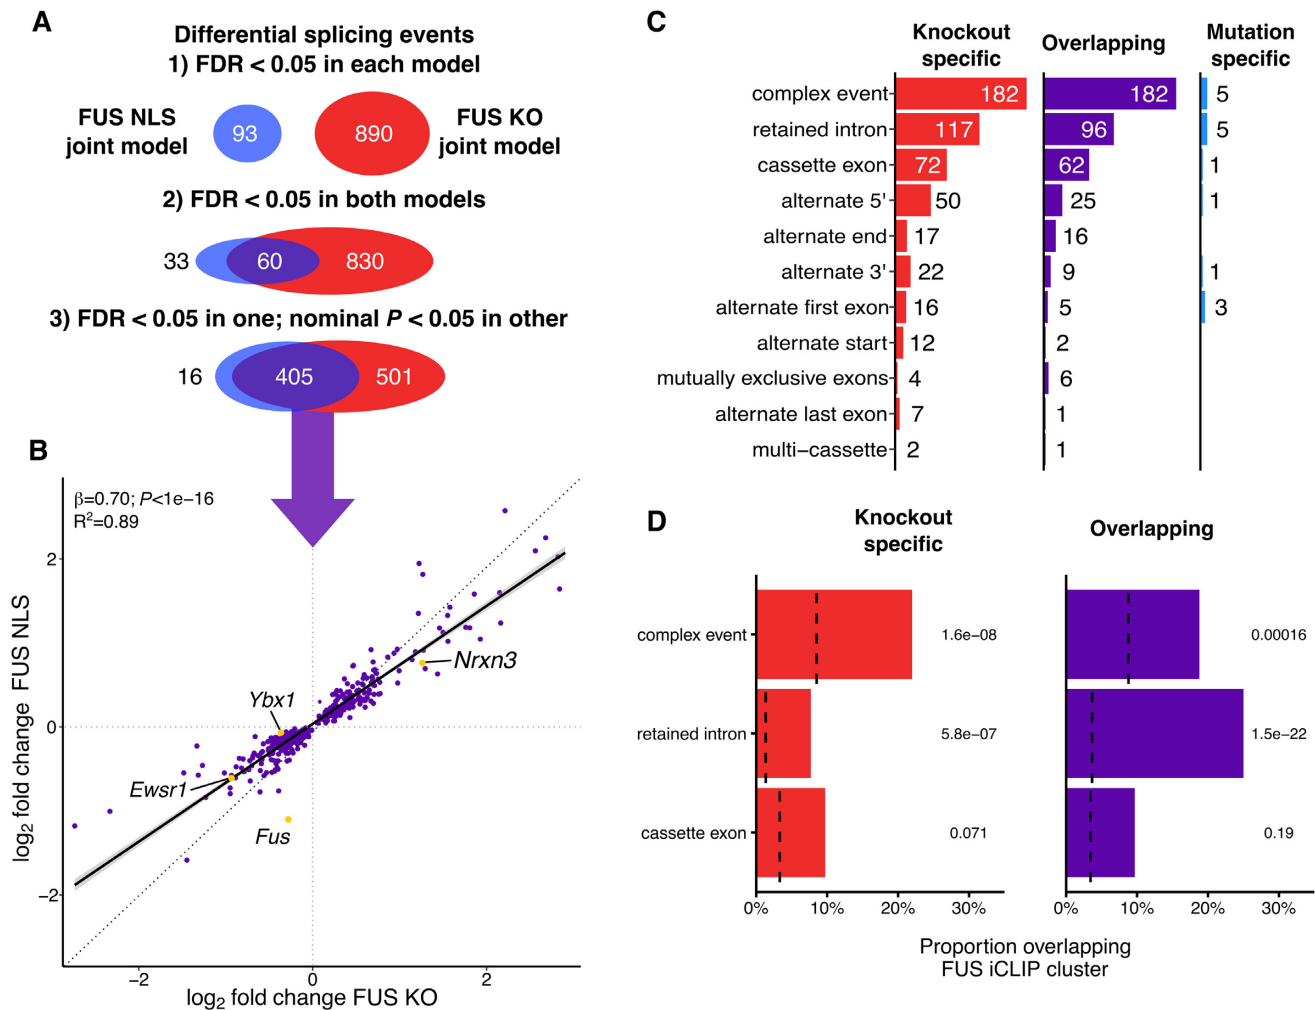 A
Differential splicing events
1) FDR < 0.05 in each model
FUS NLS
joint model
93
890
FUS KO
joint model
2) FDR < 0.05 in both models
33
60
830
3) FDR < 0.05 in one; nominal P < 0.05 in other
16
405
501
B
β=0.70; P<1e−16
R²=0.89
log₂ fold change FUS NLS
2
0
−2
Nrxn3
Ybx1
Ewsr1
Fus
−2
0
2
log₂ fold change FUS KO
C
Knockout
specific
Overlapping
Mutation
specific
complex event 182 182 5
retained intron 117 96 5
cassette exon 72 62 1
alternate 5' 50 25 1
alternate end 17 16
alternate 3' 22 9 1
alternate first exon 16 5 3
alternate start 12 2
mutually exclusive exons 4 6
alternate last exon 7 1
multi−cassette 2 1
D
Knockout
specific
Overlapping
complex event 1.6e−08 0.00016
retained intron 5.8e−07 1.5e−22
cassette exon 0.071 0.19
0% 10% 20% 30% 0% 10% 20% 30%
Proportion overlapping
FUS iCLIP cluster